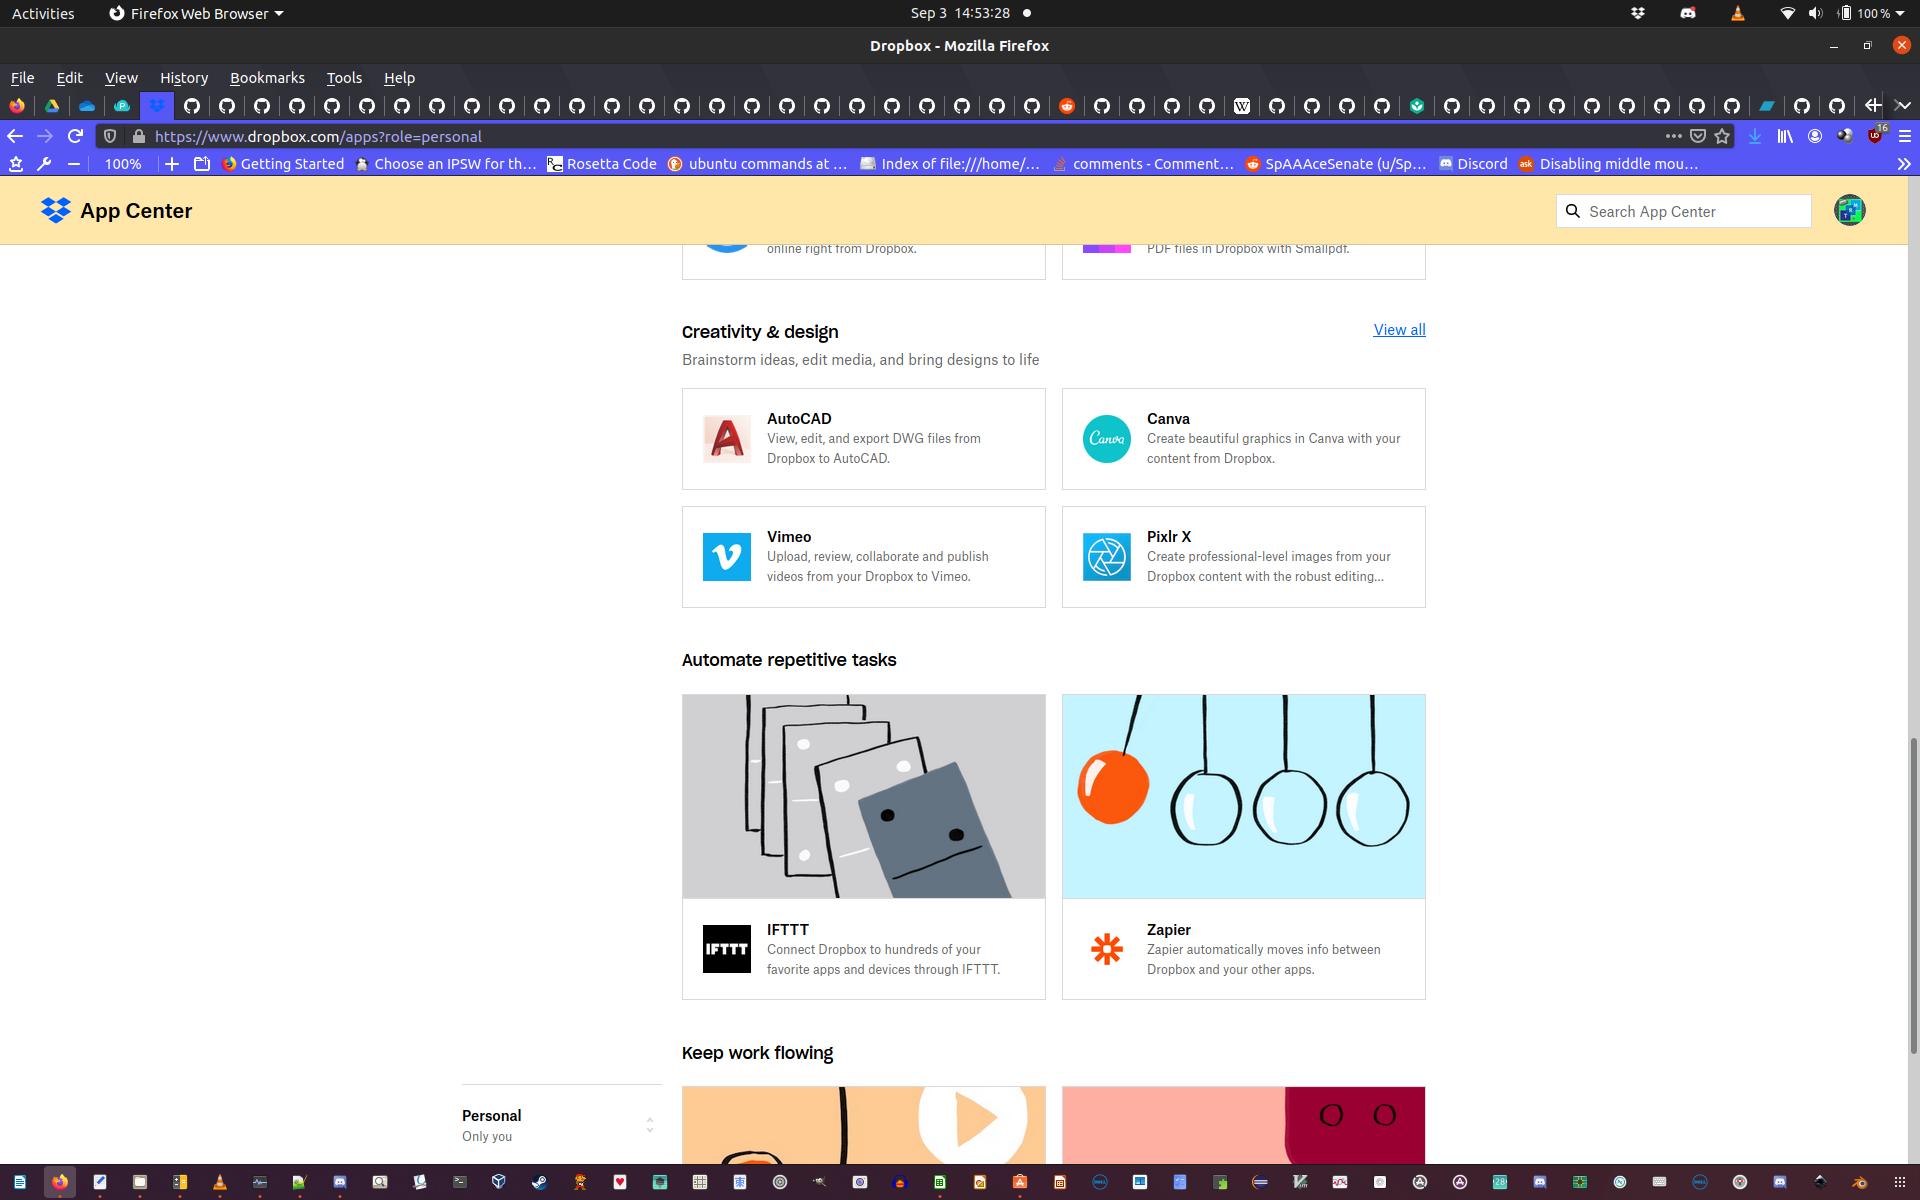 Activities Firefox Web Browser Sep 3 14:53:28 100 %
Dropbox - Mozilla Firefox
File Edit View History Bookmarks Tools Help
https://www.dropbox.com/apps?role=personal 16
100% Getting Started Choose an IPSW for th… Rosetta Code ubuntu commands at … Index of file:///home/… comments - Comment… SpAAAceSenate (u/Sp… Discord Disabling middle mou…
App Center Search App Center
online right from Dropbox. PDF files in Dropbox with Smallpdf.
Creativity & design View all
Brainstorm ideas, edit media, and bring designs to life
AutoCAD
View, edit, and export DWG files from
Dropbox to AutoCAD.
Canva
Canva
Create beautiful graphics in Canva with your
content from Dropbox.
Vimeo
Upload, review, collaborate and publish
videos from your Dropbox to Vimeo.
Pixlr X
Create professional-level images from your
Dropbox content with the robust editing...
Automate repetitive tasks
IFTTT
IFTTT
Connect Dropbox to hundreds of your
favorite apps and devices through IFTTT.
Zapier
Zapier automatically moves info between
Dropbox and your other apps.
Keep work flowing
Personal
Only you